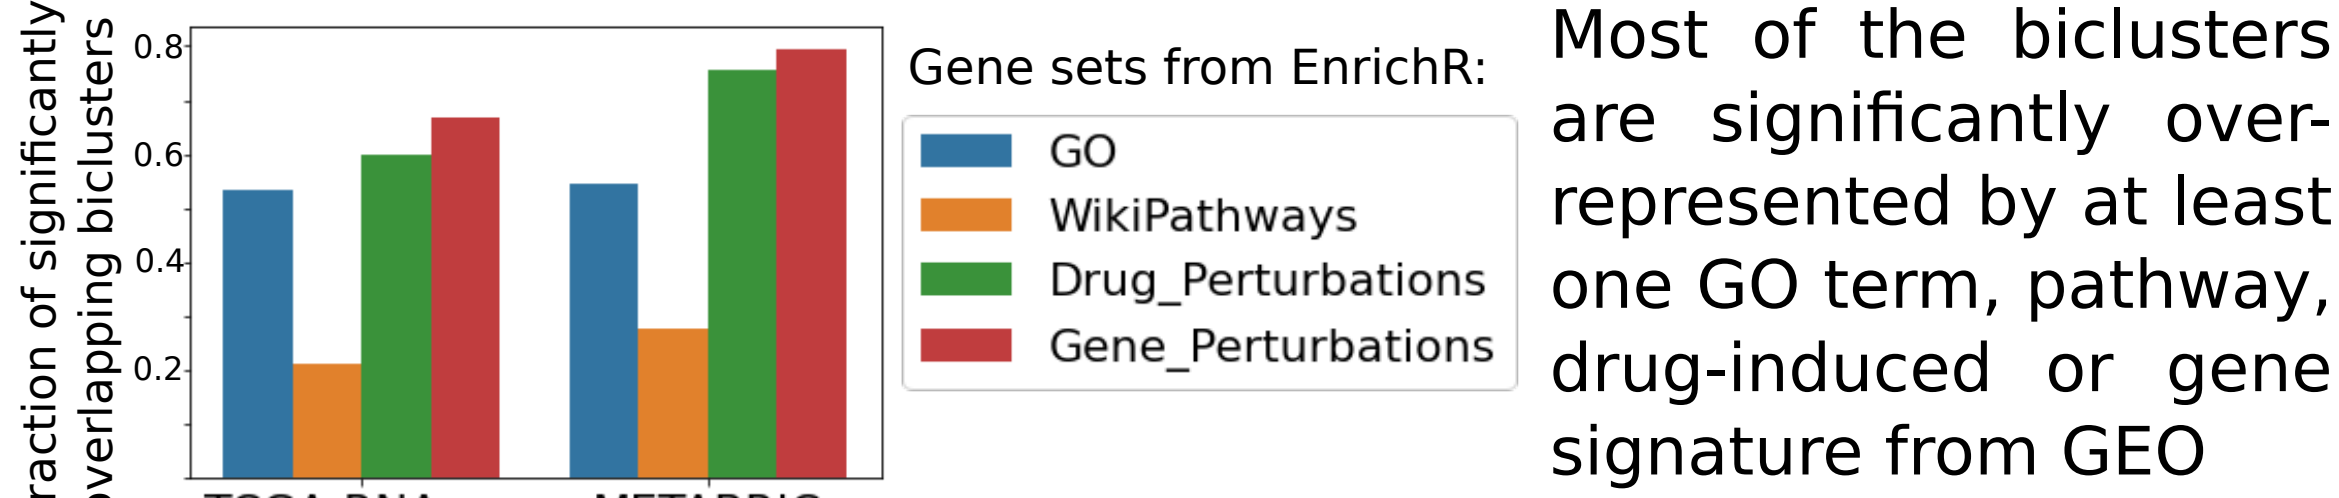 of significantly
overlapping biclusters
0.8
0.6
0.4
0.2
Gene sets from EnrichR:
GO
WikiPathways
Drug_Perturbations
Gene_Perturbations
Most of the biclusters
are significantly over-
represented by at least
one GO term, pathway,
drug-induced or gene
signature from GEO